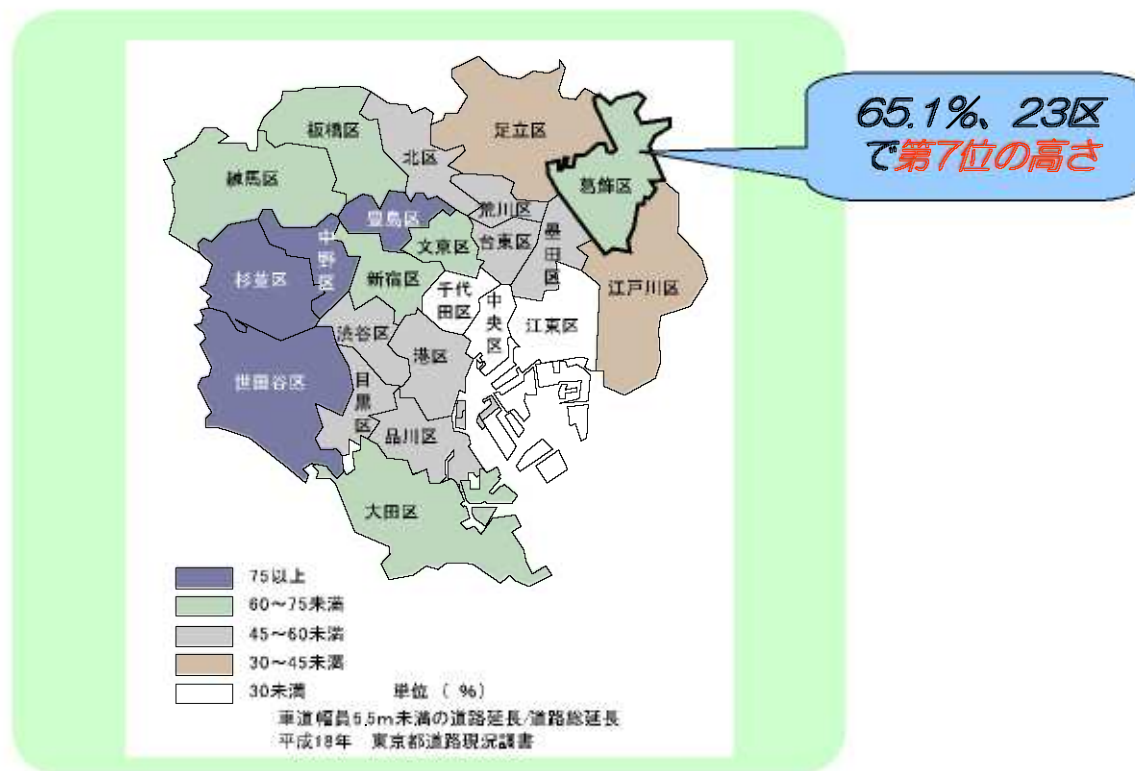 65.1%、23区
で第7位の高さ
足立区
板橋区
北区
葛飾区
練馬区
荒川区
豊島区
墨田区
台東区
文京区
中野区
杉並区
新宿区
千代
田区
江戸川区
中央区
江東区
渋谷区
港区
世田谷区
目黒区
品川区
大田区
75以上
60～75未満
45～60未満
30～45未満
30未満 単位（ %）
車道幅員5.5m未満の道路延長/道路総延長
平成18年 東京都道路現況調書